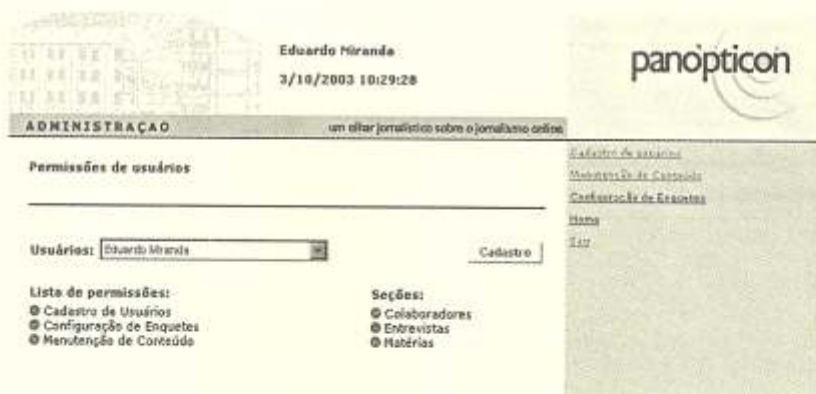 Eduardo Miranda
3/10/2003 10:29:28
panopticon
ADMINISTRAÇAO
um olhar jornalístico sobre o jornalismo online
Permissões de usuários
Cadastro de usuários
Manutenção de Conteúdo
Configuração de Enquetes
Home
Sair
Usuários: Eduardo Miranda
Cadastro
Lista de permissões:
Cadastro de Usuários
Configuração de Enquetes
Manutenção de Conteúdo
Seções:
Colaboradores
Entrevistas
Matérias